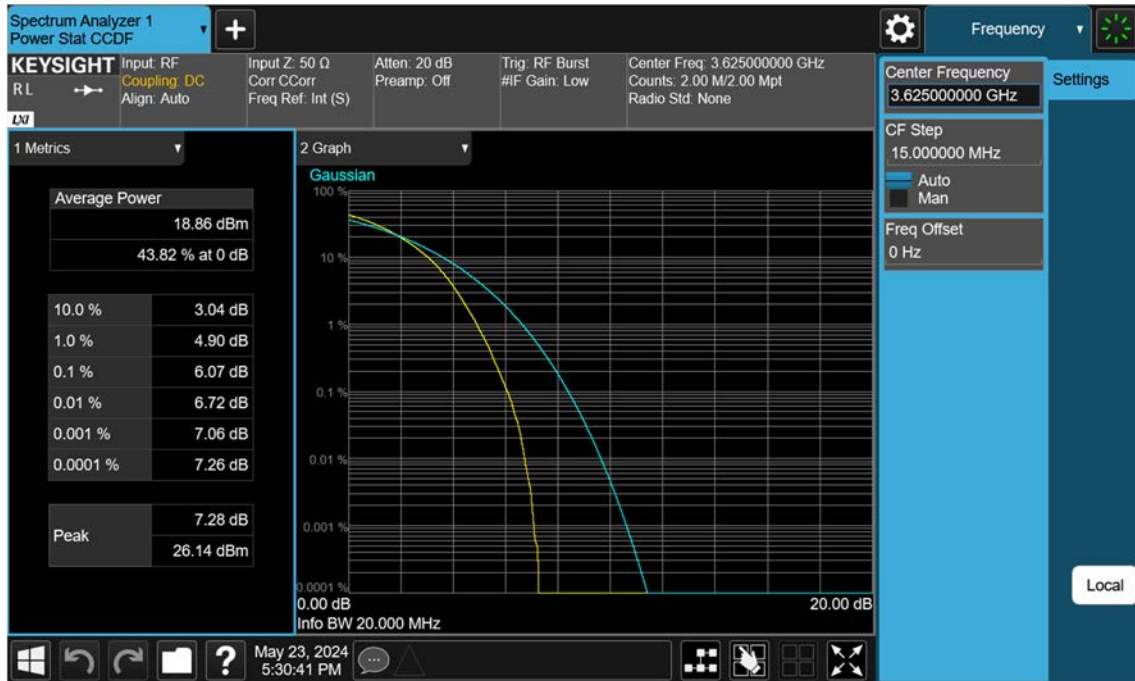 Spectrum Analyzer 1
Power Stat CCDF
Frequency
KEYSIGHT
R L
LXI
Input: RF
Coupling: DC
Align: Auto
Input Z: 50 Ω
Corr CCorr
Freq Ref: Int (S)
Atten: 20 dB
Preamp: Off
Trig: RF Burst
#IF Gain: Low
Center Freq: 3.625000000 GHz
Counts: 2.00 M/2.00 Mpt
Radio Std: None
Center Frequency
3.625000000 GHz
Settings
CF Step
15.000000 MHz
Auto
Man
Freq Offset
0 Hz
Local
1 Metrics
Average Power
18.86 dBm
43.82 % at 0 dB
10.0 % 3.04 dB
1.0 % 4.90 dB
0.1 % 6.07 dB
0.01 % 6.72 dB
0.001 % 7.06 dB
0.0001 % 7.26 dB
Peak
7.28 dB
26.14 dBm
2 Graph
Gaussian
100 %
10 %
1 %
0.1 %
0.01 %
0.001 %
0.0001 %
0.00 dB 20.00 dB
Info BW 20.000 MHz
?
May 23, 2024
5:30:41 PM